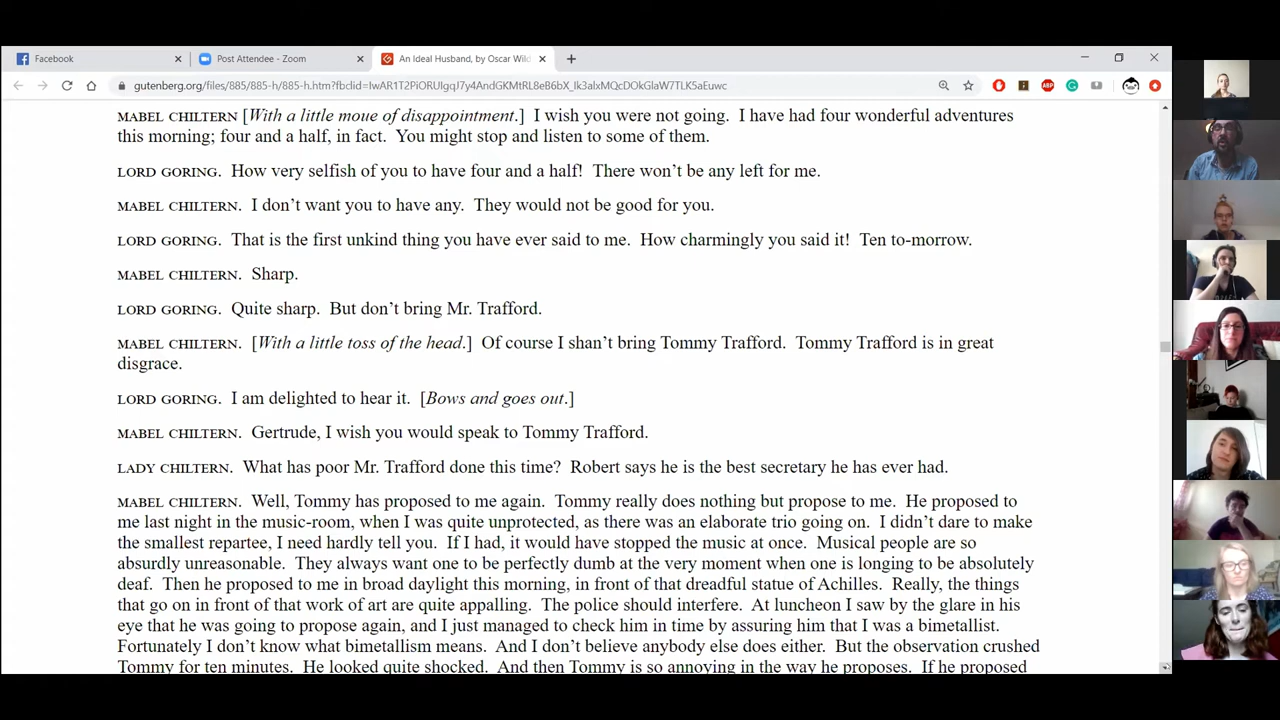 Facebook
Post Attendee - Zoom
An Ideal Husband, by Oscar Wild
gutenberg.org/files/885/885-h/885-h.htm?fbclid=IwAR1T2PiORUIgqJ7y4AndGKMtRL8eB6bX_Ik3alxMQcDOkGlaW7TLK5aEuwc
ABP
MABEL CHILTERN [With a little moue of disappointment.] I wish you were not going. I have had four wonderful adventures
this morning; four and a half, in fact. You might stop and listen to some of them.
LORD GORING. How very selfish of you to have four and a half! There won’t be any left for me.
MABEL CHILTERN. I don’t want you to have any. They would not be good for you.
LORD GORING. That is the first unkind thing you have ever said to me. How charmingly you said it! Ten to-morrow.
MABEL CHILTERN. Sharp.
LORD GORING. Quite sharp. But don’t bring Mr. Trafford.
MABEL CHILTERN. [With a little toss of the head.] Of course I shan’t bring Tommy Trafford. Tommy Trafford is in great
disgrace.
LORD GORING. I am delighted to hear it. [Bows and goes out.]
MABEL CHILTERN. Gertrude, I wish you would speak to Tommy Trafford.
LADY CHILTERN. What has poor Mr. Trafford done this time? Robert says he is the best secretary he has ever had.
MABEL CHILTERN. Well, Tommy has proposed to me again. Tommy really does nothing but propose to me. He proposed to
me last night in the music-room, when I was quite unprotected, as there was an elaborate trio going on. I didn’t dare to make
the smallest repartee, I need hardly tell you. If I had, it would have stopped the music at once. Musical people are so
absurdly unreasonable. They always want one to be perfectly dumb at the very moment when one is longing to be absolutely
deaf. Then he proposed to me in broad daylight this morning, in front of that dreadful statue of Achilles. Really, the things
that go on in front of that work of art are quite appalling. The police should interfere. At luncheon I saw by the glare in his
eye that he was going to propose again, and I just managed to check him in time by assuring him that I was a bimetallist.
Fortunately I don’t know what bimetallism means. And I don’t believe anybody else does either. But the observation crushed
Tommy for ten minutes. He looked quite shocked. And then Tommy is so annoying in the way he proposes. If he proposed